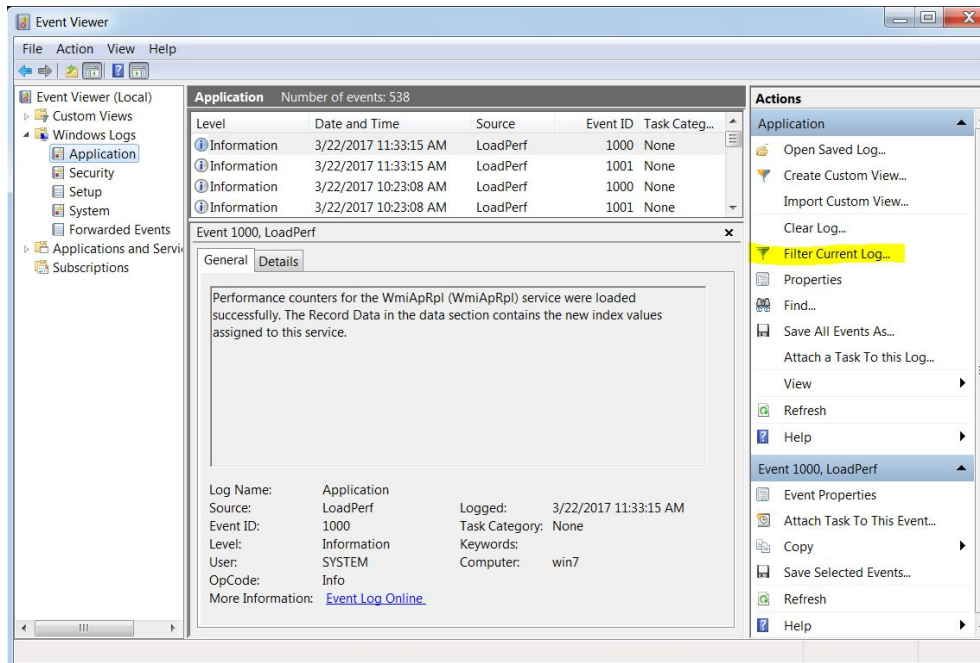 Event Viewer
File Action View Help
Event Viewer (Local)
Custom Views
Windows Logs
Application
Security
Setup
System
Forwarded Events
Applications and Servi
Subscriptions
Application Number of events: 538
Level Date and Time Source Event ID Task Categ...
Information 3/22/2017 11:33:15 AM LoadPerf 1000 None
Information 3/22/2017 11:33:15 AM LoadPerf 1001 None
Information 3/22/2017 10:23:08 AM LoadPerf 1000 None
Information 3/22/2017 10:23:08 AM LoadPerf 1001 None
Event 1000, LoadPerf
General Details
Performance counters for the WmiApRpl (WmiApRpl) service were loaded
successfully. The Record Data in the data section contains the new index values
assigned to this service.
Log Name: Application
Source: LoadPerf Logged: 3/22/2017 11:33:15 AM
Event ID: 1000 Task Category: None
Level: Information Keywords:
User: SYSTEM Computer: win7
OpCode: Info
More Information: Event Log Online
Actions
Application
Open Saved Log...
Create Custom View...
Import Custom View...
Clear Log...
Filter Current Log...
Properties
Find...
Save All Events As...
Attach a Task To this Log...
View
Refresh
Help
Event 1000, LoadPerf
Event Properties
Attach Task To This Event...
Copy
Save Selected Events...
Refresh
Help